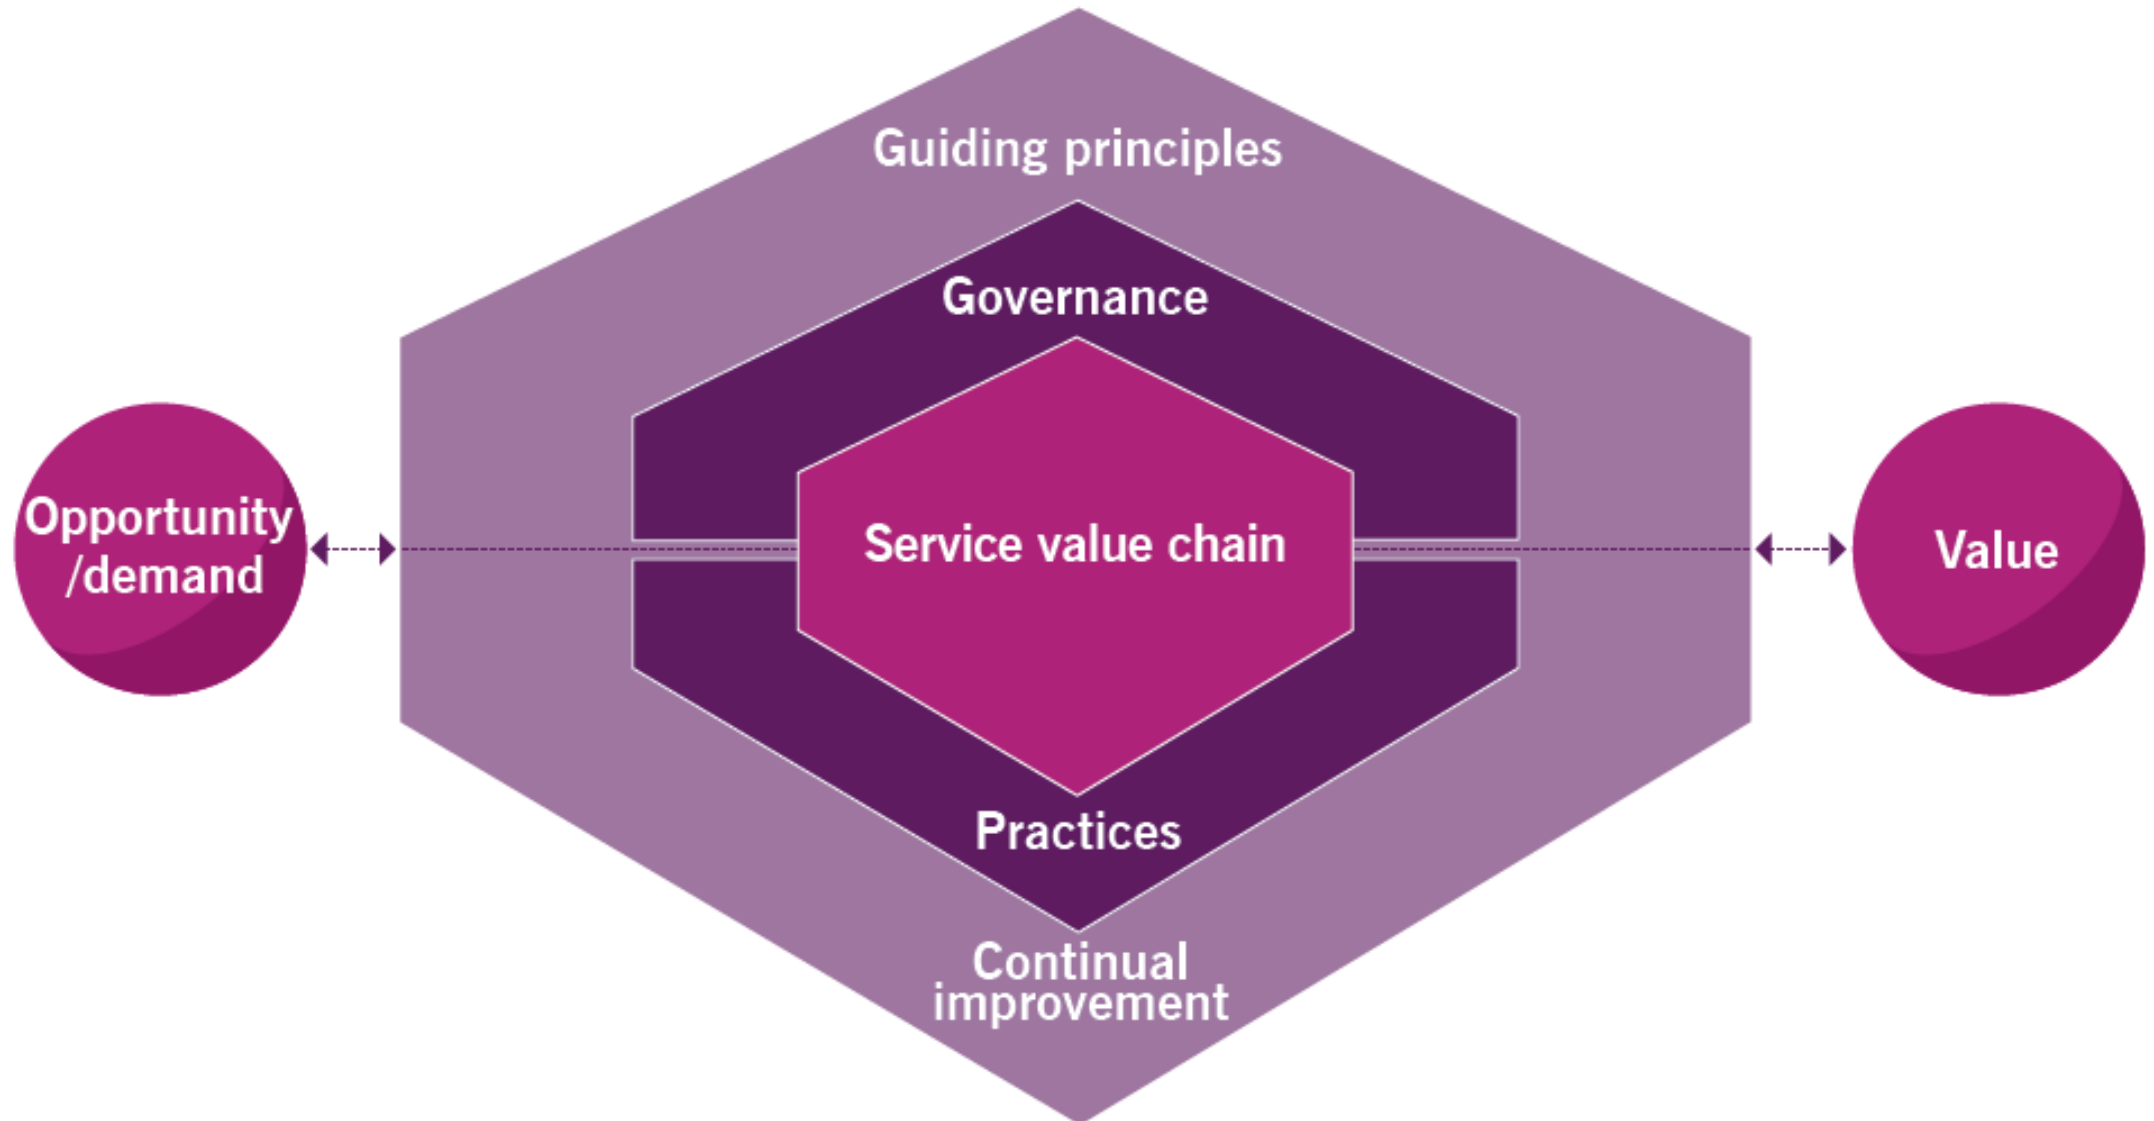 Guiding principles
Governance
Opportunity
/demand
Service value chain
Value
Practices
Continual
improvement